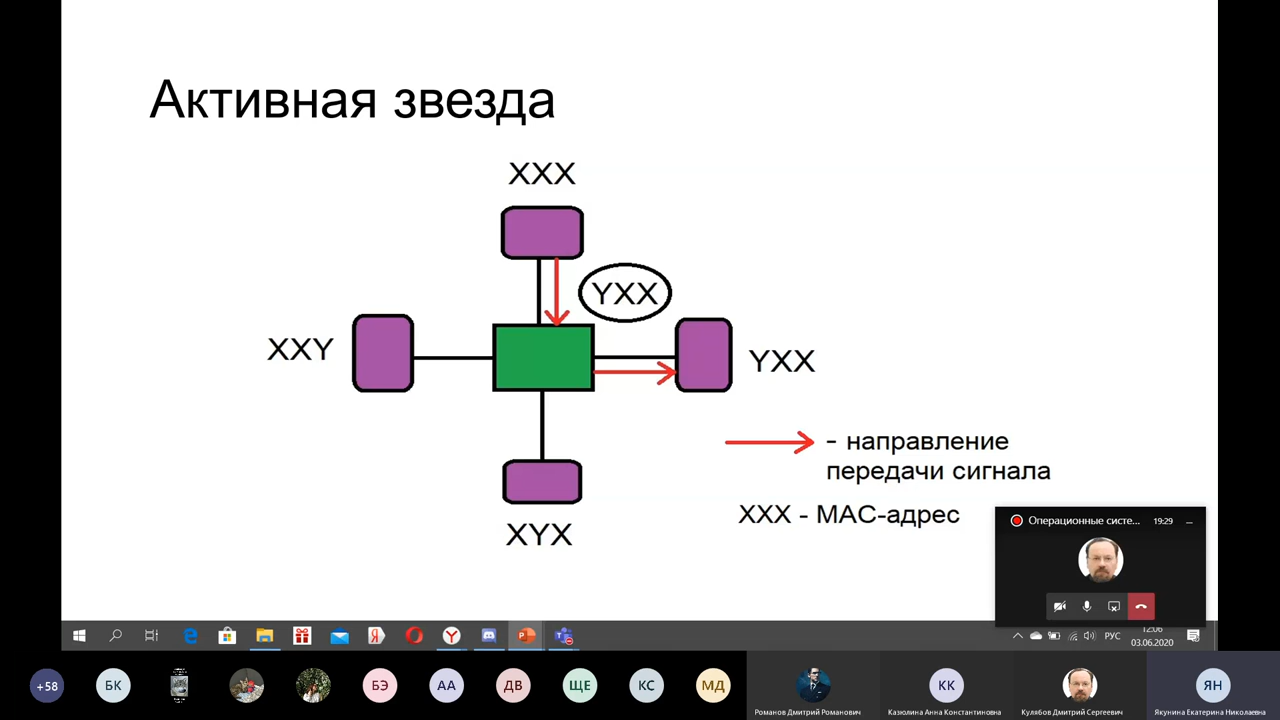 Активная звезда
XXX
YXX
XXY
YXX
- направление
передачи сигнала
XYX
XXX - MAC-адрес
Операционные систе...
19:29
РУС
12:06
03.06.2020
+58
БК
БЭ
АА
ДВ
ЩЕ
КС
МД
Романов Дмитрий Романович
КК
Казюлина Анна Константиновна
Кулябов Дмитрий Сергеевич
ЯН
Якунина Екатерина Николаевна